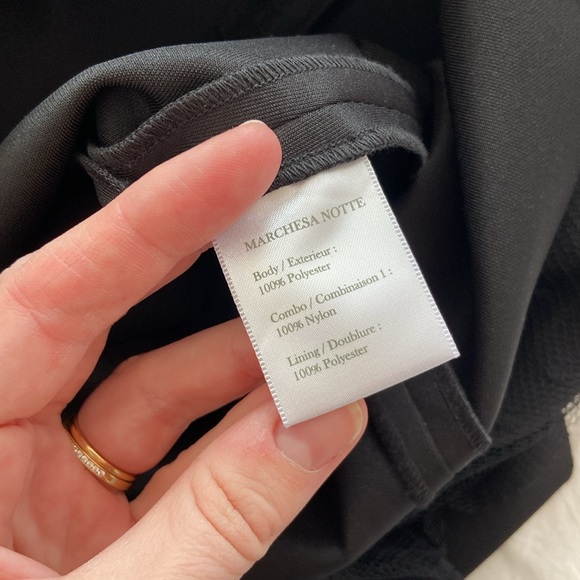 MARCHESA NOTTE
Body / Exterieur :
100% Polyester
Combo / Combinaison 1 :
100% Nylon
Lining / Doublure :
100% Polyester